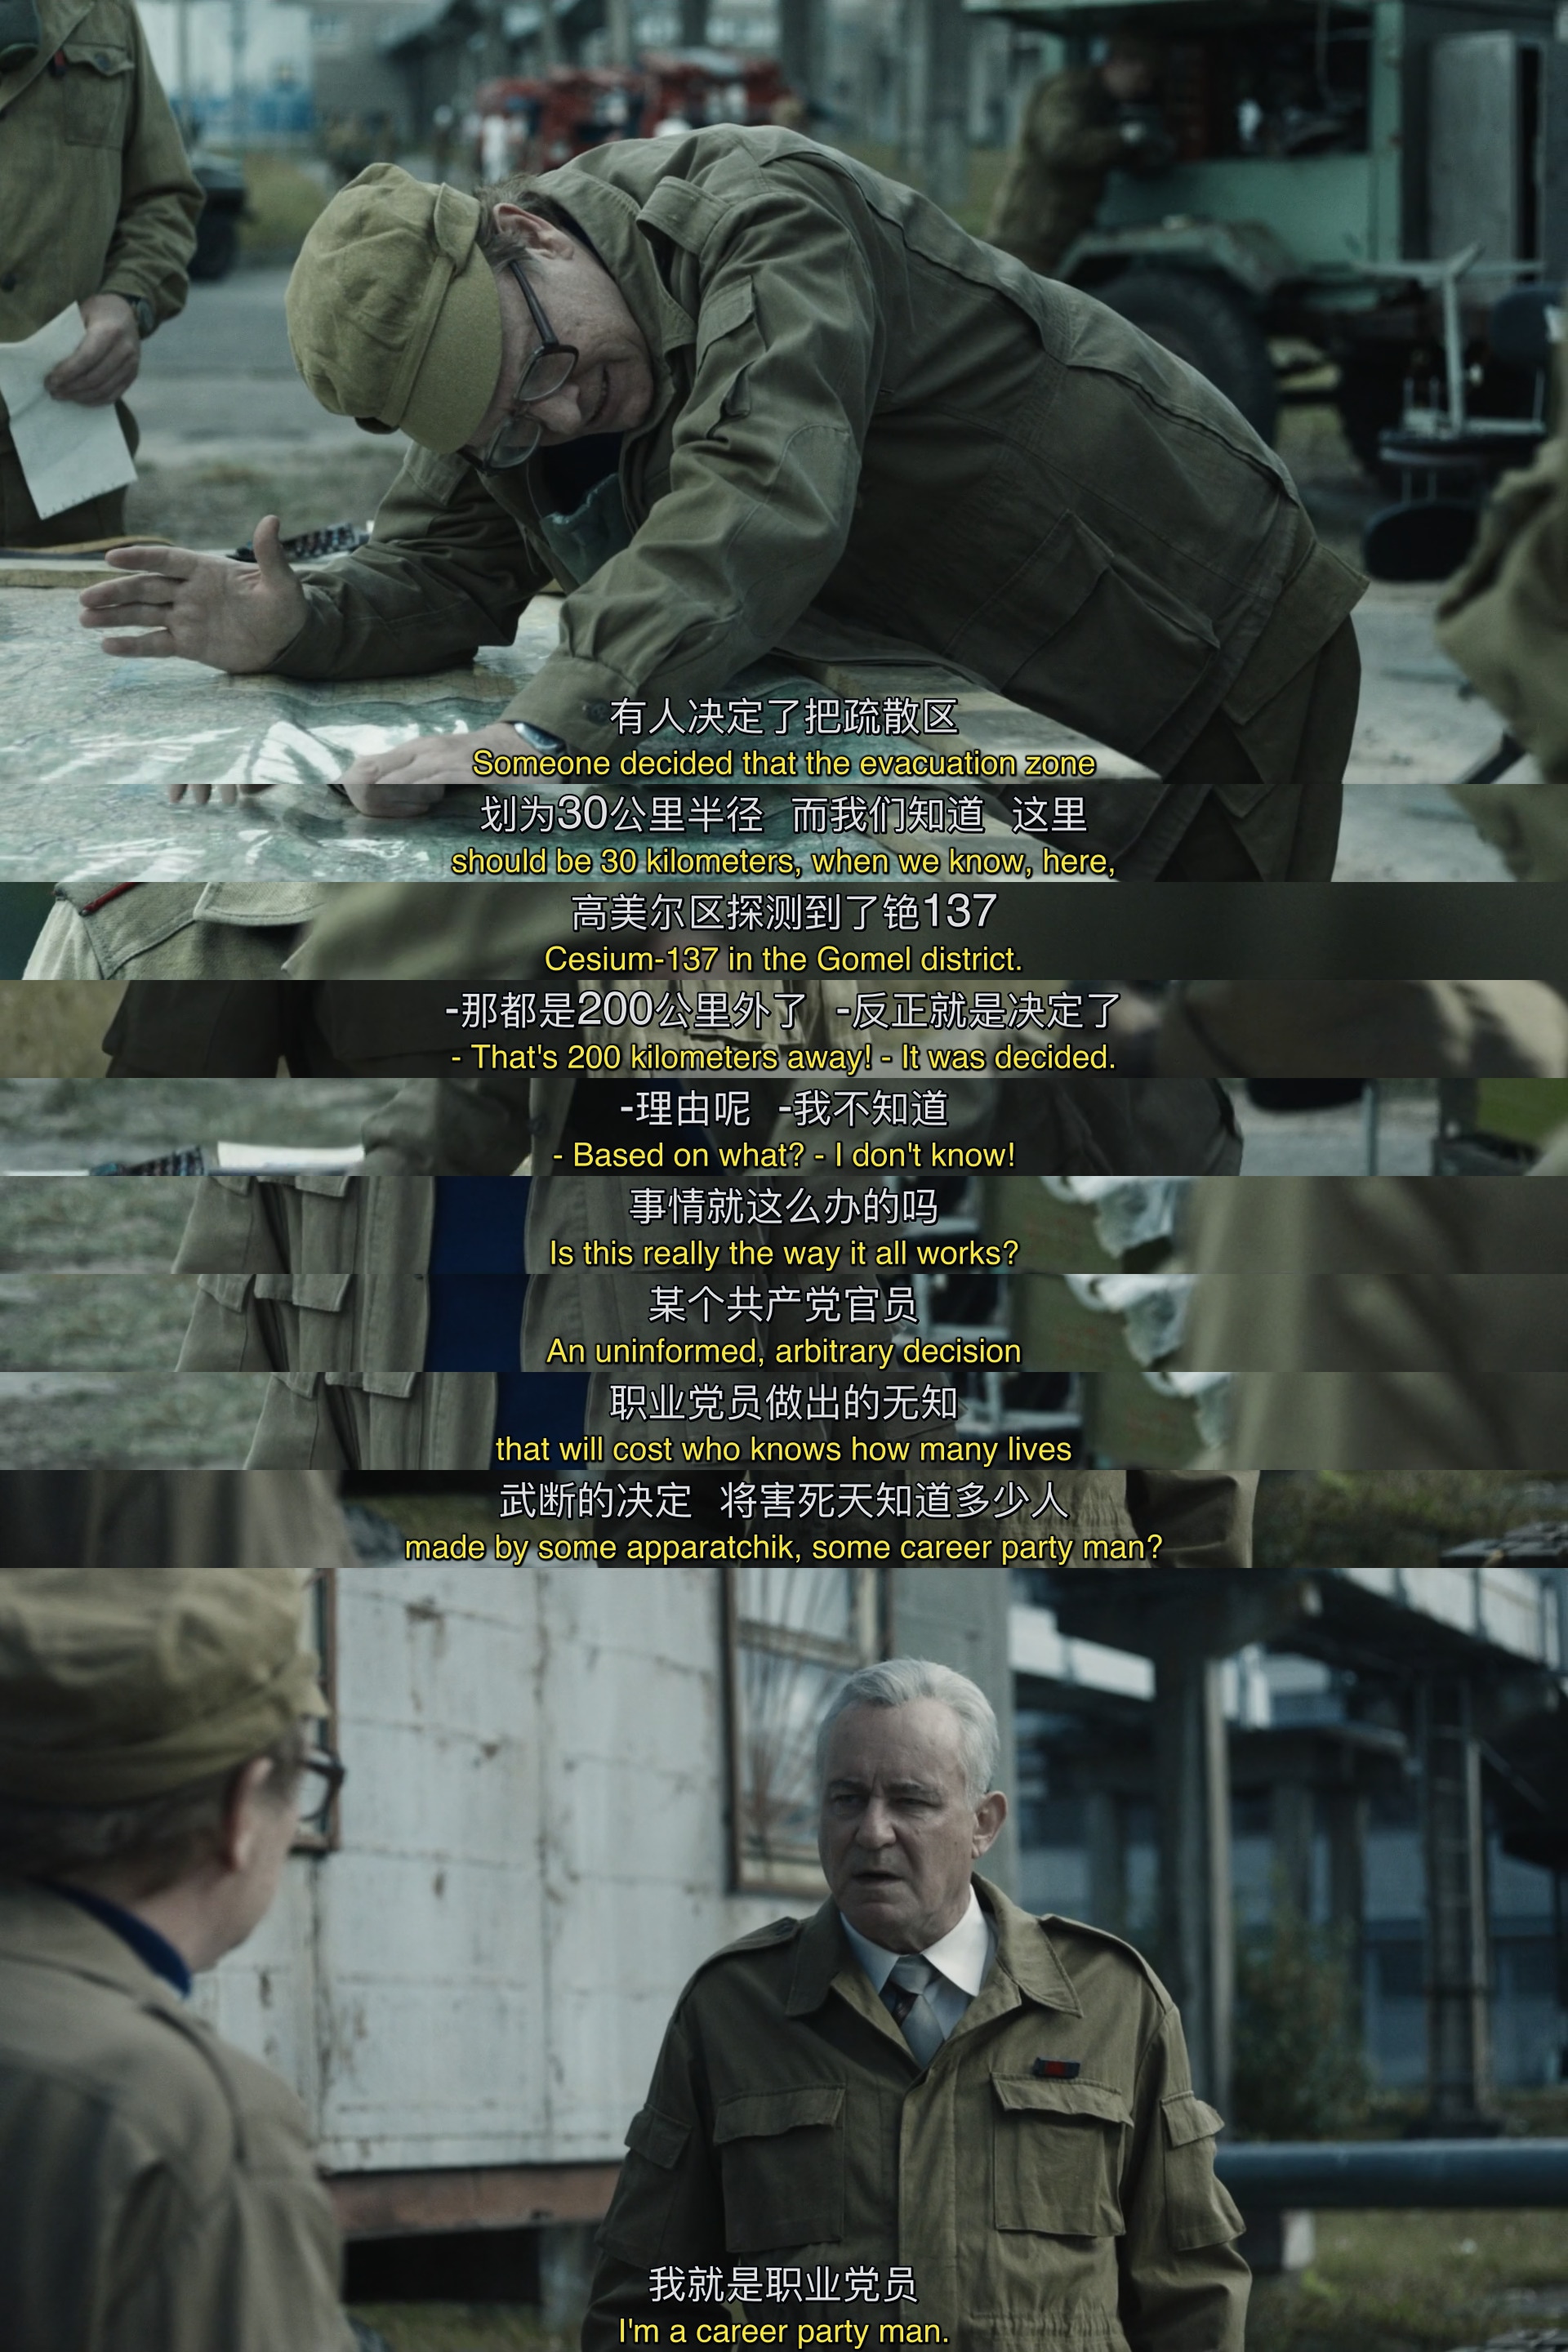 有人决定了把疏散区
Someone decided that the evacuation zone
划为30公里半径 而我们知道 这里
should be 30 kilometers, when we know, here,
高美尔区探测到了铯137
Cesium-137 in the Gomel district.
-那都是200公里外了 -反正就是决定了
- That's 200 kilometers away! - It was decided.
-理由呢 -我不知道
- Based on what? - I don't know!
事情就这么办的吗
Is this really the way it all works?
某个共产党官员
An uninformed, arbitrary decision
职业党员做出的无知
that will cost who knows how many lives
武断的决定 将害死天知道多少人
made by some apparatchik, some career party man?
我就是职业党员
I'm a career party man.